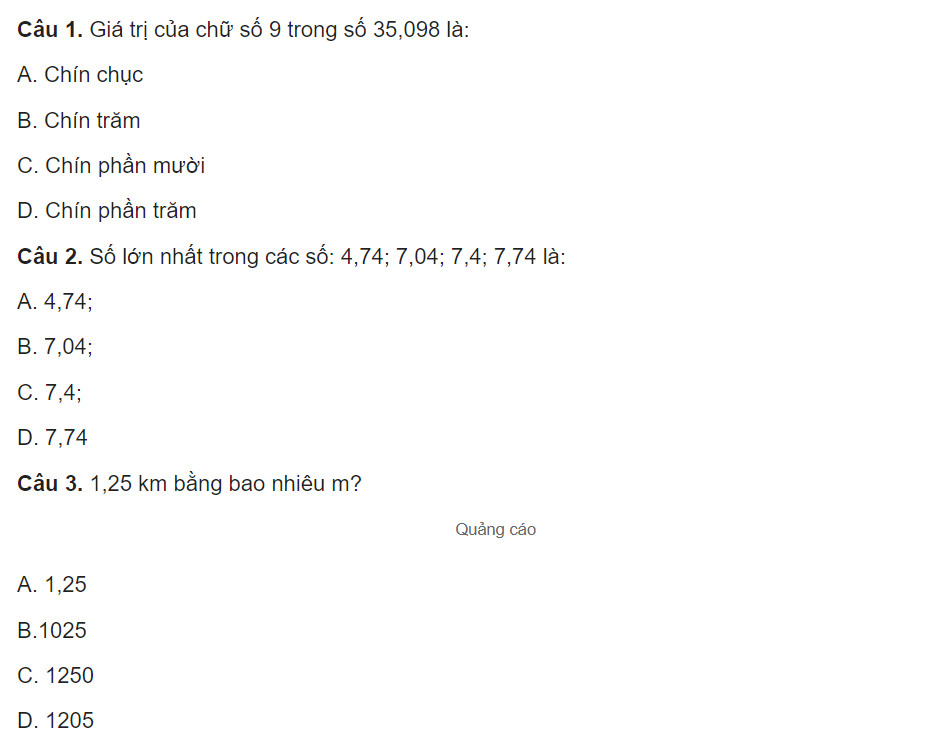 Câu 1. Giá trị của chữ số 9 trong số 35,098 là:
A. Chín chục
B. Chín trăm
C. Chín phần mười
D. Chín phần trăm
Câu 2. Số lớn nhất trong các số: 4,74; 7,04; 7,4; 7,74 là:
A. 4,74;
B. 7,04;
C. 7,4;
D. 7,74
Câu 3. 1,25 km bằng bao nhiêu m?
Quảng cáo
A. 1,25
B.1025
C. 1250
D. 1205